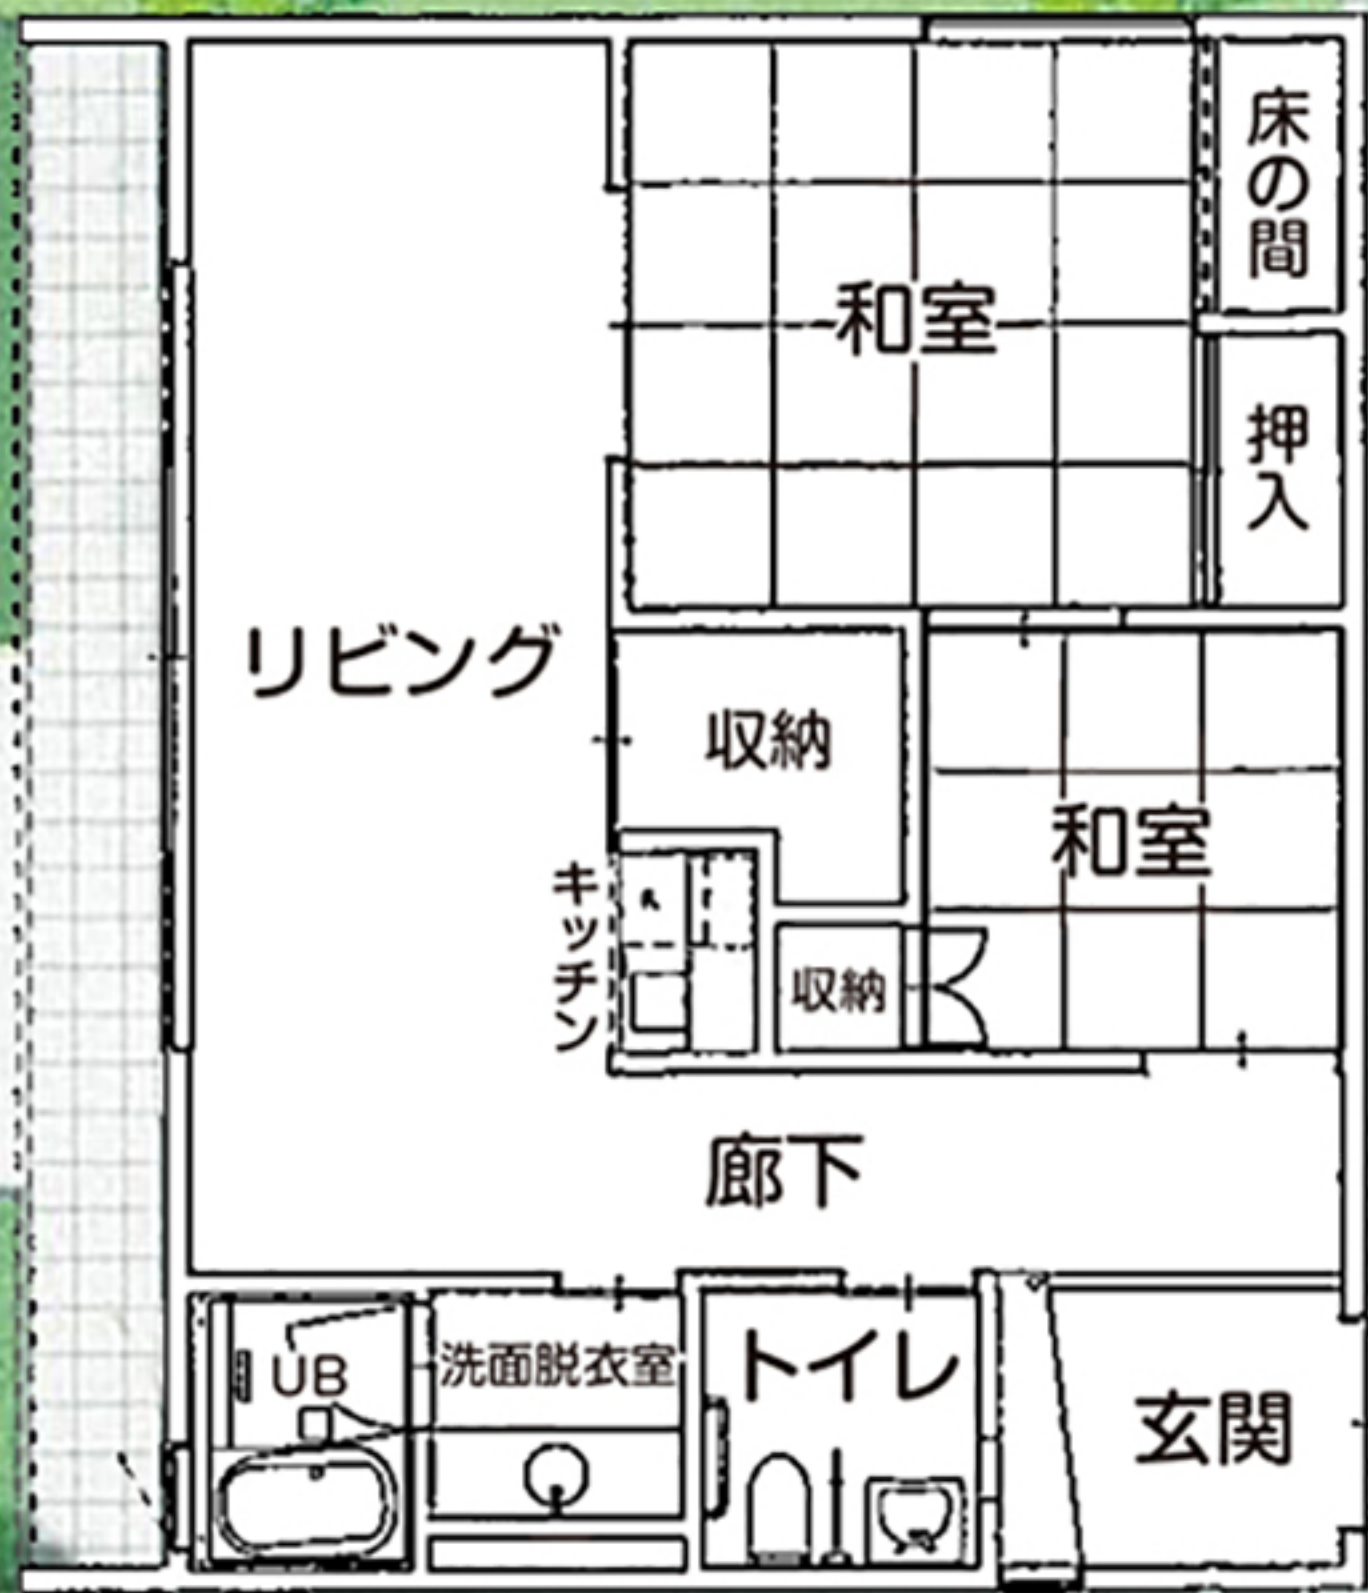 床の間
和室
押入
リビング
収納
和室
キッチン
収納
廊下
UB
洗面脱衣室
トイレ
玄関